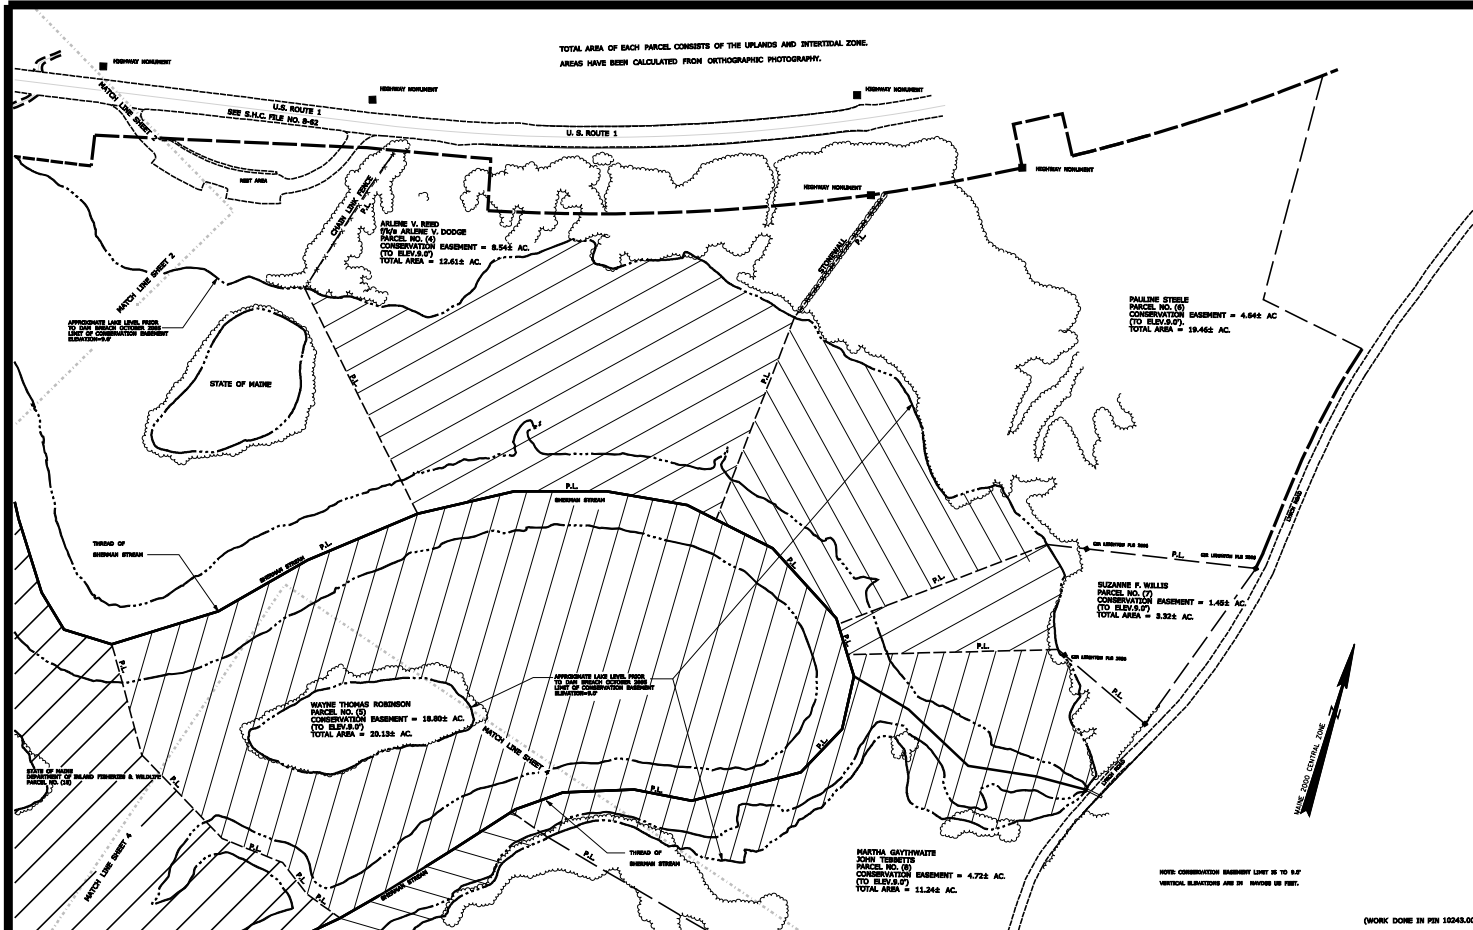 TOTAL AREA OF EACH PARCEL CONSISTS OF THE UPLANDS AND INTERTIDAL ZONE.
AREAS HAVE BEEN CALCULATED FROM ORTHOGRAPHIC PHOTOGRAPHY.
HIGHWAY MONUMENT
HIGHWAY MONUMENT
HIGHWAY MONUMENT
MATCH LINE SHEET 2
U.S. ROUTE 1
SEE S.H.C. FILE NO. 8-62
U. S. ROUTE 1
REST AREA
HIGHWAY MONUMENT
HIGHWAY MONUMENT
CHAIN LINK FENCE
P.L.
ARLENE V. REED
f/k/a ARLENE V. DODGE
PARCEL NO. (4)
CONSERVATION EASEMENT = 8.54± AC.
(TO ELEV.9.0')
TOTAL AREA = 12.61± AC.
STONEWALL
P.L.
MATCH LINE SHEET 2
PAULINE STEELE
PARCEL NO. (6)
CONSERVATION EASEMENT = 4.64± AC
(TO ELEV.9.0').
TOTAL AREA = 19.46± AC.
APPROXIMATE LAKE LEVEL PRIOR
TO DAM BREACH OCTOBER 2005
LIMIT OF CONSERVATION EASEMENT
ELEVATION=9.0'
STATE OF MAINE
P.L.
P.L.
P.L.
SHERMAN STREAM
LYNCH ROAD
THREAD OF
SHERMAN STREAM
P.L.
SHERMAN STREAM
P.L.
P.L.
P.L.
SUZANNE F. WILLIS
PARCEL NO. (7)
CONSERVATION EASEMENT = 1.45± AC.
(TO ELEV.9.0')
TOTAL AREA = 3.32± AC.
P.L.
P.L.
P.L.
P.L.
APPROXIMATE LAKE LEVEL PRIOR
TO DAM BREACH OCTOBER 2005
LIMIT OF CONSERVATION EASEMENT
ELEVATION=9.0'
WAYNE THOMAS ROBINSON
PARCEL NO. (5)
CONSERVATION EASEMENT = 18.80± AC.
(TO ELEV.9.0')
TOTAL AREA = 20.13± AC.
MATCH LINE SHEET 4
P.L.
STATE OF MAINE
DEPARTMENT OF INLAND FISHERIES & WILDLIFE
P.L.
P.L.
LYNCH ROAD
MAINE 2000 CENTRAL ZONE
MATCH LINE SHEET 4
P.L.
P.L.
SHERMAN STREAM
P.L.
THREAD OF
SHERMAN STREAM
MARTHA GAYTHWAITE
JOHN TEBBETTS
PARCEL NO. (8)
CONSERVATION EASEMENT = 4.72± AC.
(TO ELEV.9.0')
TOTAL AREA = 11.24± AC.
NOTE: CONSERVATION EASEMENT LIMIT IS TO 9.0'
VERTICAL ELEVATIONS ARE IN NAVD88 US FEET.
(WORK DONE IN PIN 10243.00